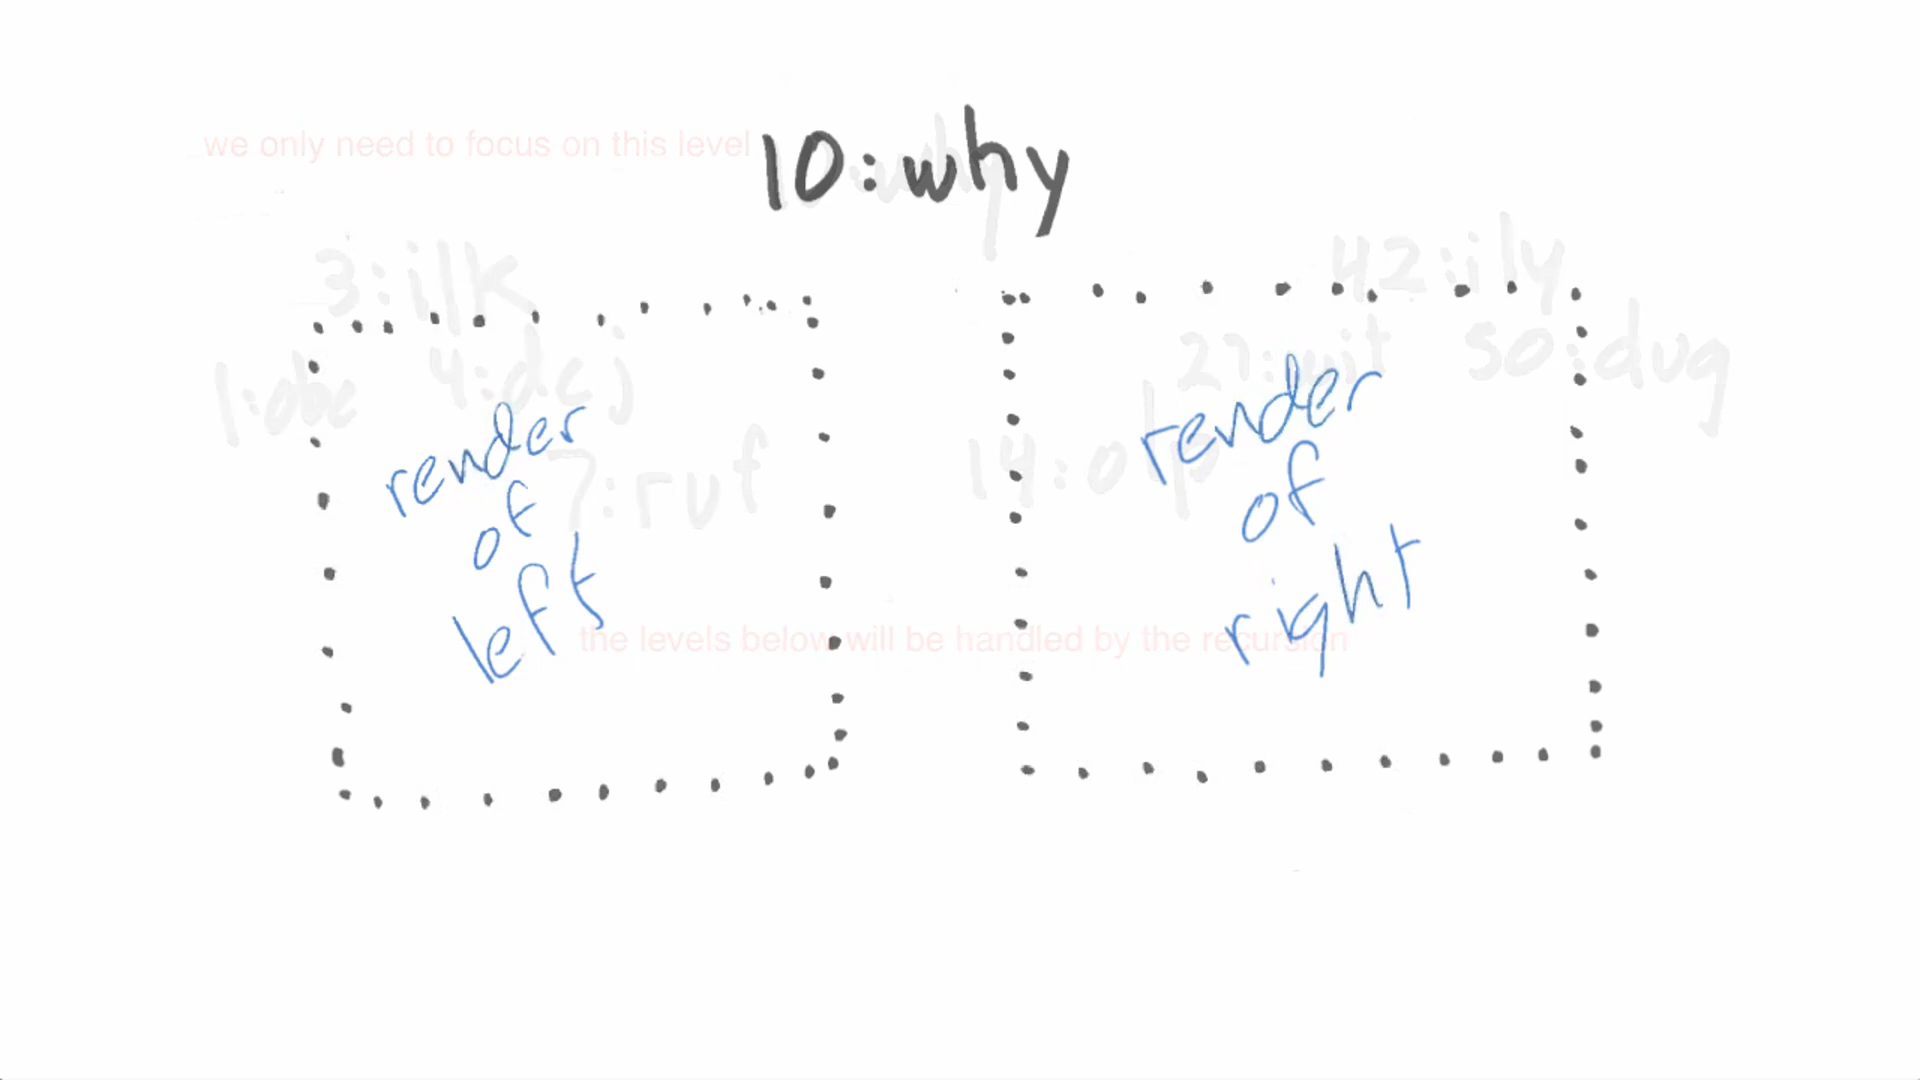 we only need to focus on this level
10:why
3:ilk
42:ily
1:obe
4:dcj
27:wit
50:dug
7:ruf
14:olp
render
of
left
render
of
right
the levels below will be handled by the recursion